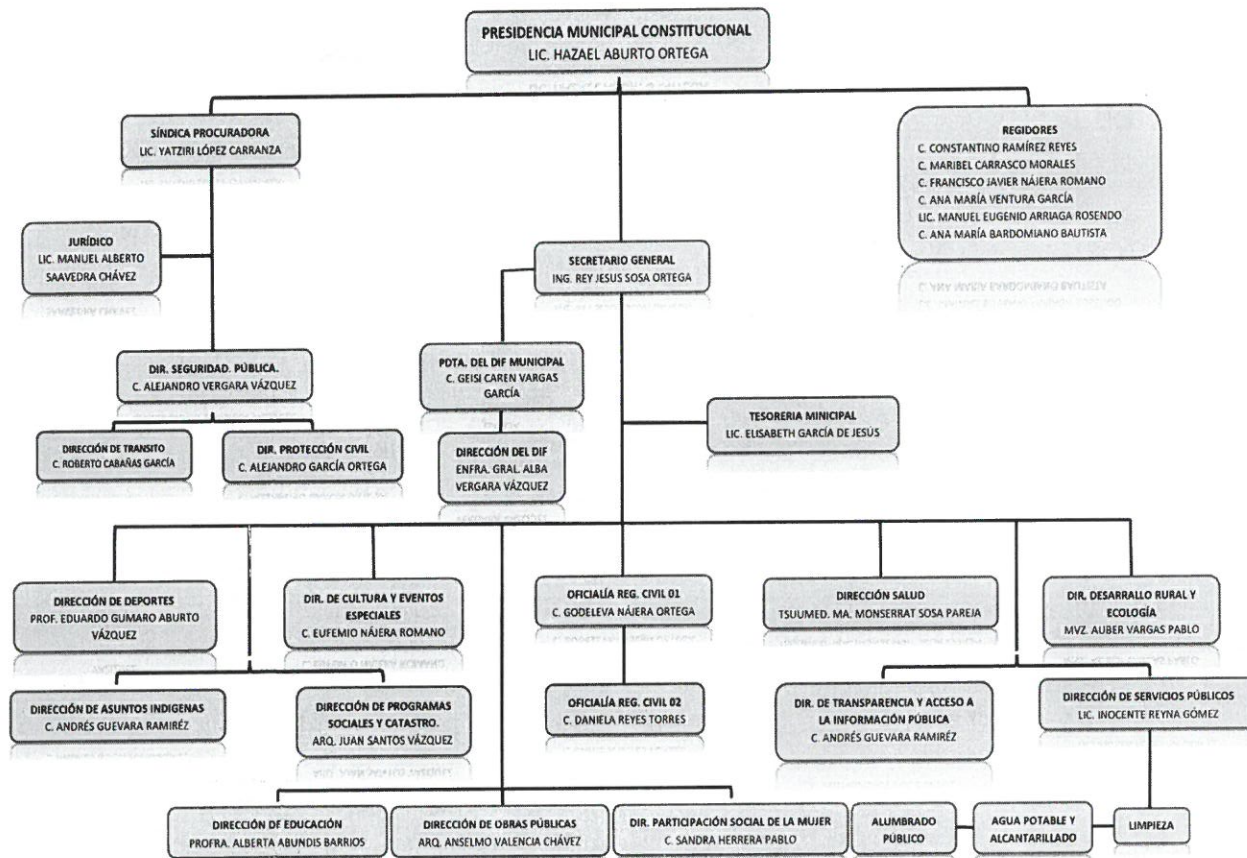 PRESIDENCIA MUNICIPAL CONSTITUCIONAL
LIC. HAZAEL ABURTO ORTEGA
SÍNDICA PROCURADORA
LIC. YATZIRI LÓPEZ CARRANZA
REGIDORES
C. CONSTANTINO RAMÍREZ REYES
C. MARIBEL CARRASCO MORALES
C. FRANCISCO JAVIER NÁJERA ROMANO
C. ANA MARÍA VENTURA GARCÍA
LIC. MANUEL EUGENIO ARRIAGA ROSENDO
C. ANA MARÍA BARDOMIANO BAUTISTA
JURÍDICO
LIC. MANUEL ALBERTO
SAAVEDRA CHÁVEZ
SECRETARIO GENERAL
ING. REY JESUS SOSA ORTEGA
DIR. SEGURIDAD. PÚBLICA.
C. ALEJANDRO VERGARA VÁZQUEZ
PDTA. DEL DIF MUNICIPAL
C. GEISI CAREN VARGAS
GARCÍA
TESORERIA MINICIPAL
LIC. ELISABETH GARCÍA DE JESÚS
DIRECCIÓN DE TRANSITO
C. ROBERTO CABAÑAS GARCÍA
DIR. PROTECCIÓN CIVIL
C. ALEJANDRO GARCÍA ORTEGA
DIRECCIÓN DEL DIF
ENFRA. GRAL. ALBA
VERGARA VÁZQUEZ
DIRECCIÓN DE DEPORTES
PROF. EDUARDO GUMARO ABURTO
VÁZQUEZ
DIR. DE CULTURA Y EVENTOS
ESPECIALES
C. EUFEMIO NÁJERA ROMANO
OFICIALÍA REG. CIVIL 01
C. GODELEVA NÁJERA ORTEGA
DIRECCIÓN SALUD
TSUUMED. MA. MONSERRAT SOSA PAREJA
DIR. DESARROLLO RURAL Y
ECOLOGÍA
MVZ. AUBER VARGAS PABLO
DIRECCIÓN DE ASUNTOS INDIGENAS
C. ANDRÉS GUEVARA RAMIRÉZ
DIRECCIÓN DE PROGRAMAS
SOCIALES Y CATASTRO.
ARQ. JUAN SANTOS VÁZQUEZ
OFICIALÍA REG. CIVIL 02
C. DANIELA REYES TORRES
DIR. DE TRANSPARENCIA Y ACCESO A
LA INFORMACIÓN PÚBLICA
C. ANDRÉS GUEVARA RAMIRÉZ
DIRECCIÓN DE SERVICIOS PÚBLICOS
LIC. INOCENTE REYNA GÓMEZ
DIRECCIÓN DE EDUCACIÓN
PROFRA. ALBERTA ABUNDIS BARRIOS
DIRECCIÓN DE OBRAS PÚBLICAS
ARQ. ANSELMO VALENCIA CHÁVEZ
DIR. PARTICIPACIÓN SOCIAL DE LA MUJER
C. SANDRA HERRERA PABLO
ALUMBRADO
PÚBLICO
AGUA POTABLE Y
ALCANTARILLADO
LIMPIEZA